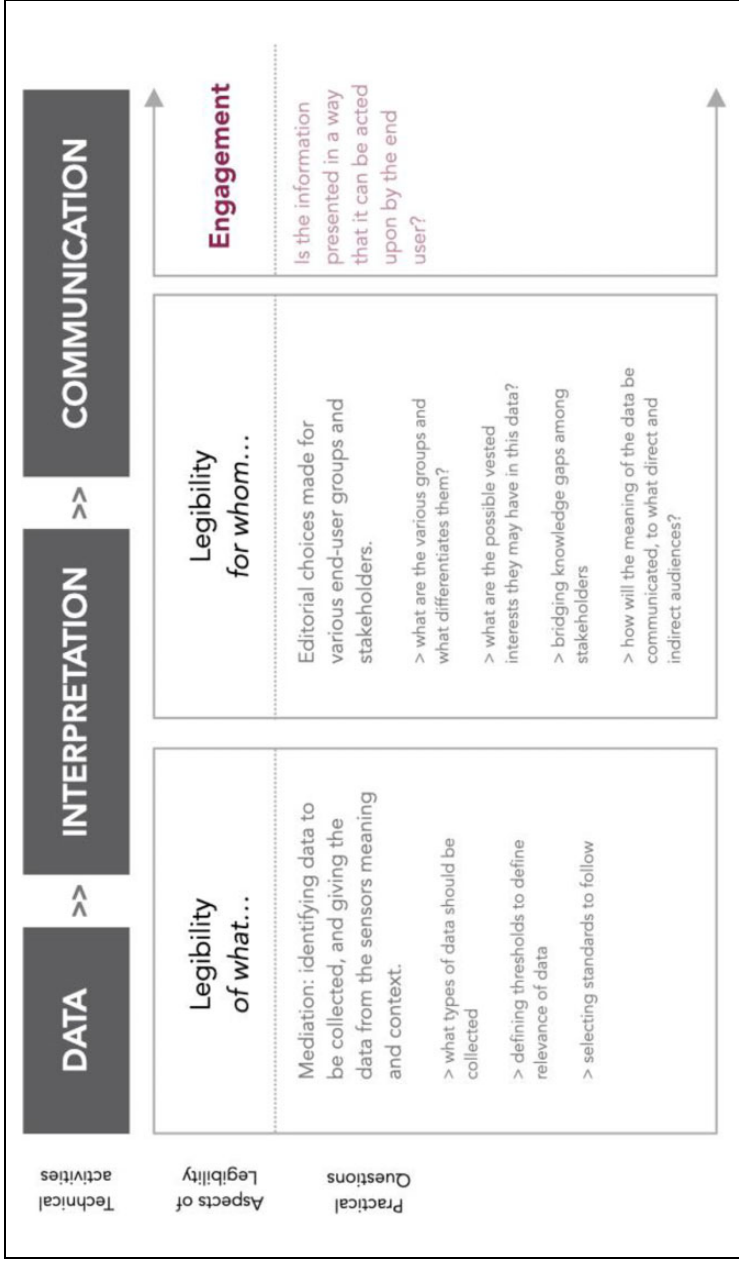 DATA >> INTERPRETATION >> COMMUNICATION
Technical
activities
Aspects of
Legibility
Practical
Questions
Legibility
of what...
Mediation: identifying data to
be collected, and giving the
data from the sensors meaning
and context.
> what types of data should be
collected
> defining thresholds to define
relevance of data
> selecting standards to follow
Legibility
for whom...
Editorial choices made for
various end-user groups and
stakeholders.
> what are the various groups and
what differentiates them?
> what are the possible vested
interests they may have in this data?
> bridging knowledge gaps among
stakeholders
> how will the meaning of the data be
communicated, to what direct and
indirect audiences?
Engagement
Is the information
presented in a way
that it can be acted
upon by the end
user?